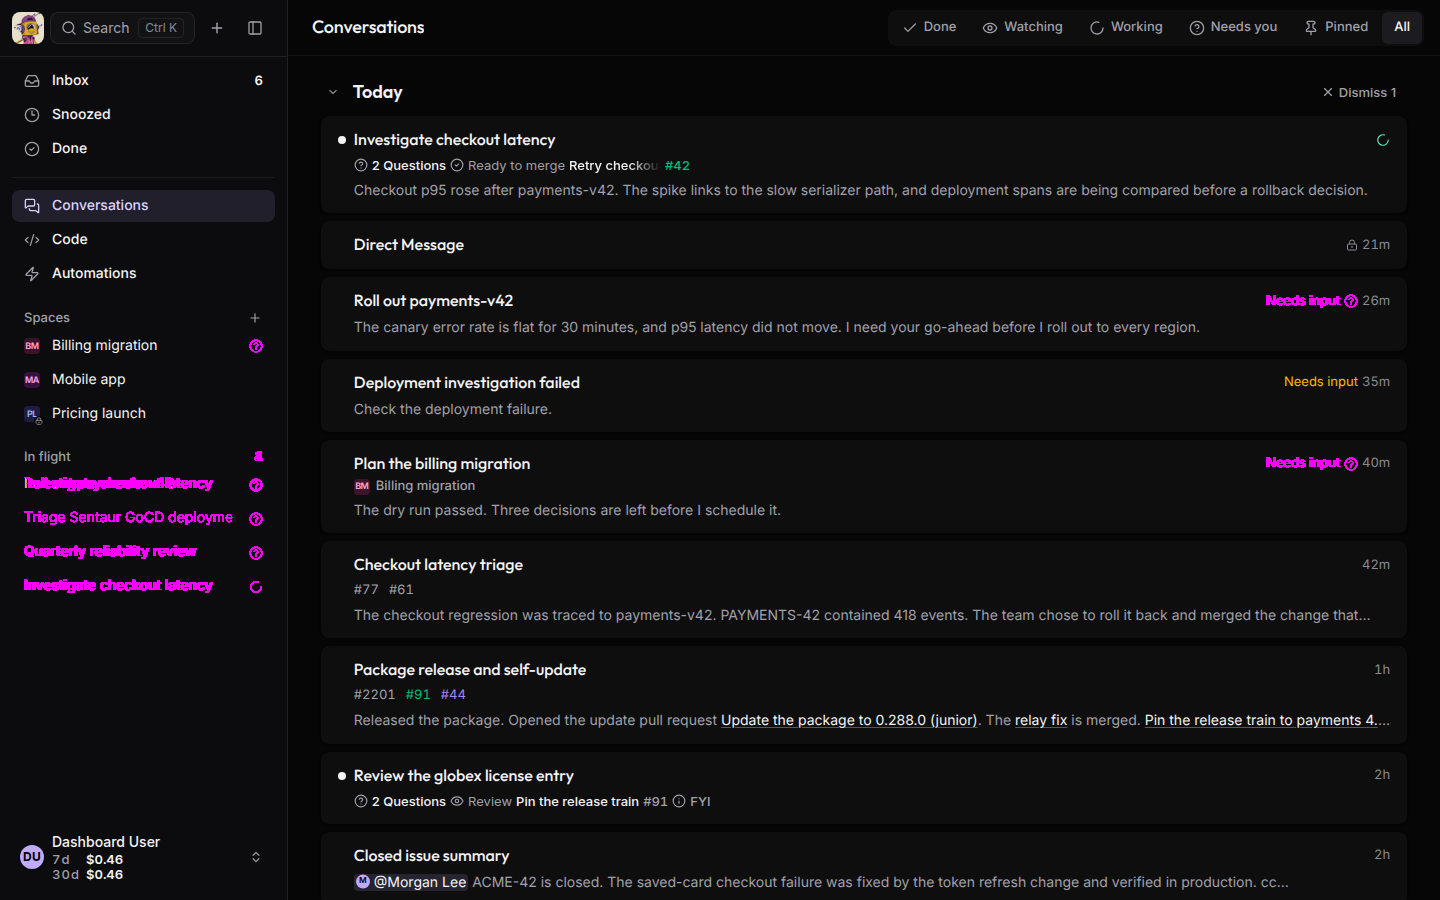 Search Ctrl K
Inbox 6
Snoozed
Done
Conversations
Code
Automations
Spaces
BM Billing migration
MA Mobile app
PL Pricing launch
In flight
Triage Sentaur GoCD deployme
Quarterly reliability review
Investigate checkout latency
DU Dashboard User
7d $0.46
30d $0.46
Conversations
Done Watching Working Needs you Pinned All
Today Dismiss 1
Investigate checkout latency
2 Questions Ready to merge Retry checkou #42
Checkout p95 rose after payments-v42. The spike links to the slow serializer path, and deployment spans are being compared before a rollback decision.
Direct Message 21m
Roll out payments-v42 Needs input 26m
The canary error rate is flat for 30 minutes, and p95 latency did not move. I need your go-ahead before I roll out to every region.
Deployment investigation failed Needs input 35m
Check the deployment failure.
Plan the billing migration Needs input 40m
BM Billing migration
The dry run passed. Three decisions are left before I schedule it.
Checkout latency triage 42m
#77 #61
The checkout regression was traced to payments-v42. PAYMENTS-42 contained 418 events. The team chose to roll it back and merged the change that...
Package release and self-update 1h
#2201 #91 #44
Released the package. Opened the update pull request Update the package to 0.288.0 (junior). The relay fix is merged. Pin the release train to payments 4....
Review the globex license entry 2h
2 Questions Review Pin the release train #91 FYI
Closed issue summary 2h
M @Morgan Lee ACME-42 is closed. The saved-card checkout failure was fixed by the token refresh change and verified in production. cc...